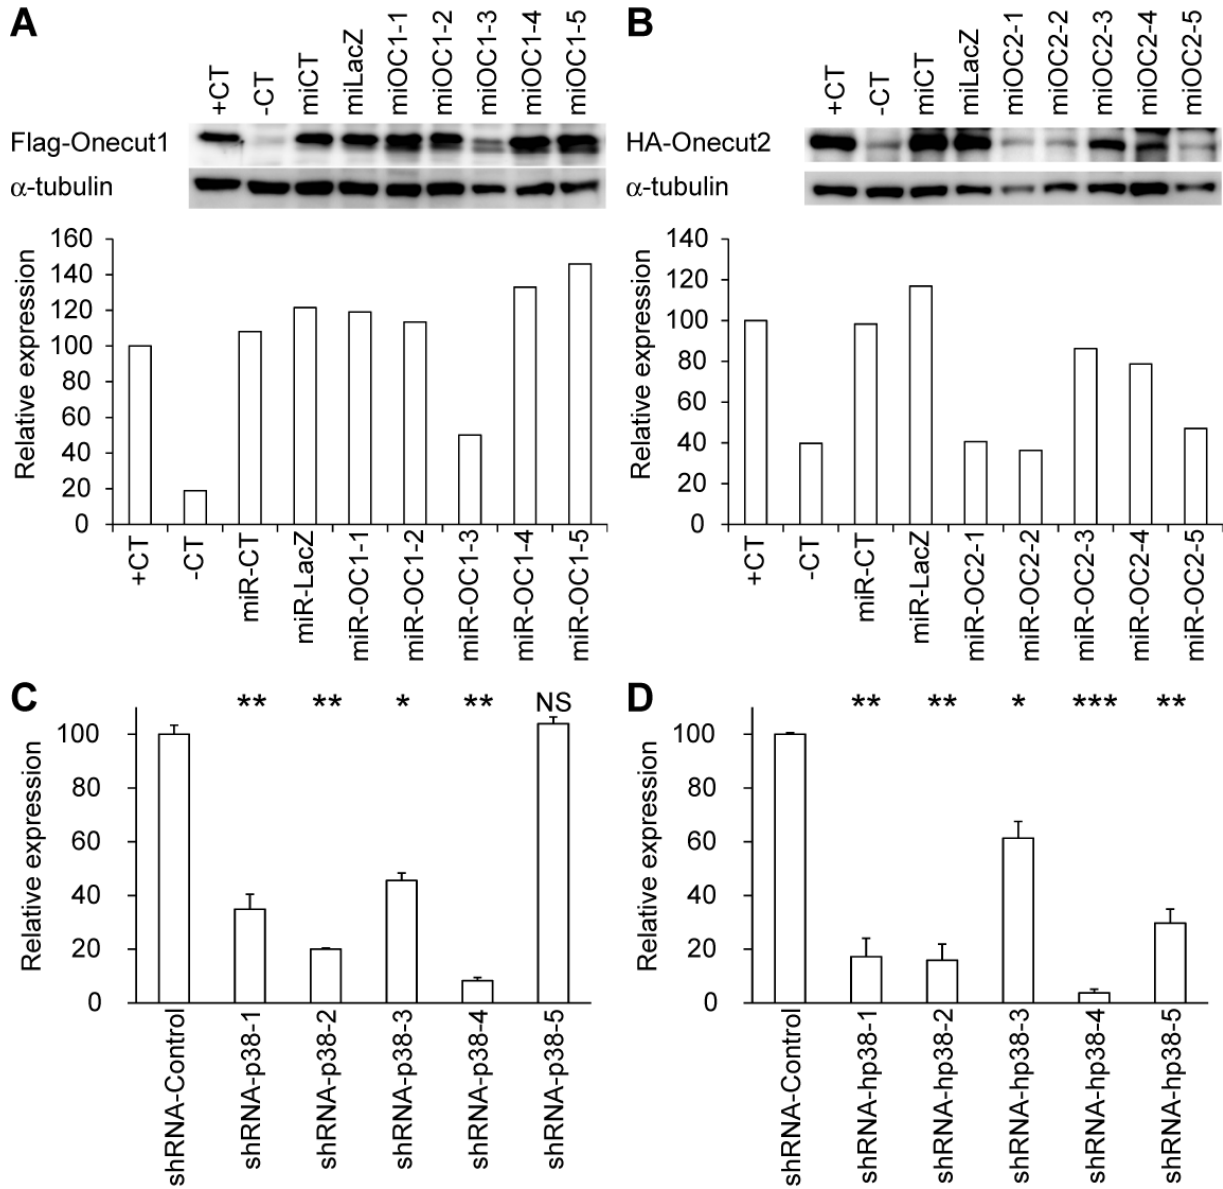 A
+CT
-CT
miCT
miLacZ
miOC1-1
miOC1-2
miOC1-3
miOC1-4
miOC1-5
Flag-Onecut1
α-tubulin
Relative expression
160
140
120
100
80
60
40
20
0
+CT
-CT
miR-CT
miR-LacZ
miR-OC1-1
miR-OC1-2
miR-OC1-3
miR-OC1-4
miR-OC1-5
B
+CT
-CT
miCT
miLacZ
miOC2-1
miOC2-2
miOC2-3
miOC2-4
miOC2-5
HA-Onecut2
α-tubulin
Relative expression
140
120
100
80
60
40
20
0
+CT
-CT
miR-CT
miR-LacZ
miR-OC2-1
miR-OC2-2
miR-OC2-3
miR-OC2-4
miR-OC2-5
C
** ** * ** NS
Relative expression
100
80
60
40
20
0
shRNA-Control
shRNA-p38-1
shRNA-p38-2
shRNA-p38-3
shRNA-p38-4
shRNA-p38-5
D
** ** * *** **
Relative expression
100
80
60
40
20
0
shRNA-Control
shRNA-hp38-1
shRNA-hp38-2
shRNA-hp38-3
shRNA-hp38-4
shRNA-hp38-5